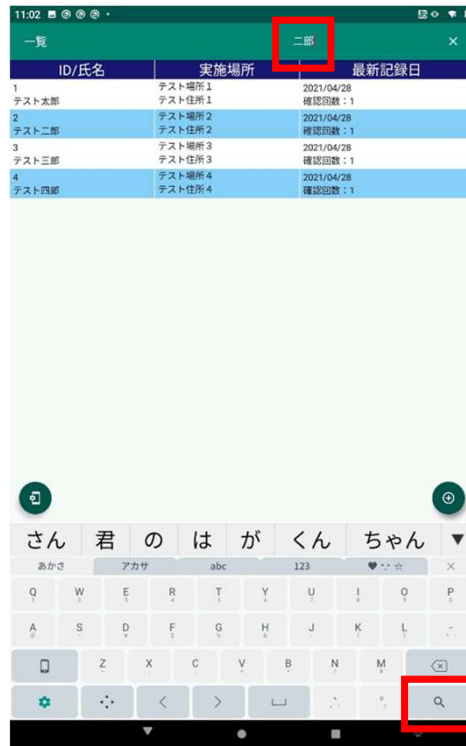 11:02
一覧 二郎 ×
ID/氏名 実施場所 最新記録日
1 テスト場所1 2021/04/28
テスト太郎 テスト住所1 確認回数:1
2 テスト場所2 2021/04/28
テスト二郎 テスト住所2 確認回数:1
3 テスト場所3 2021/04/28
テスト三郎 テスト住所3 確認回数:1
4 テスト場所4 2021/04/28
テスト四郎 テスト住所4 確認回数:1
さん 君 の は が くん ちゃん
あかさ アカサ abc 123
Q W E R T Y U I O P
A S D F G H J K L -
Z X C V B N M